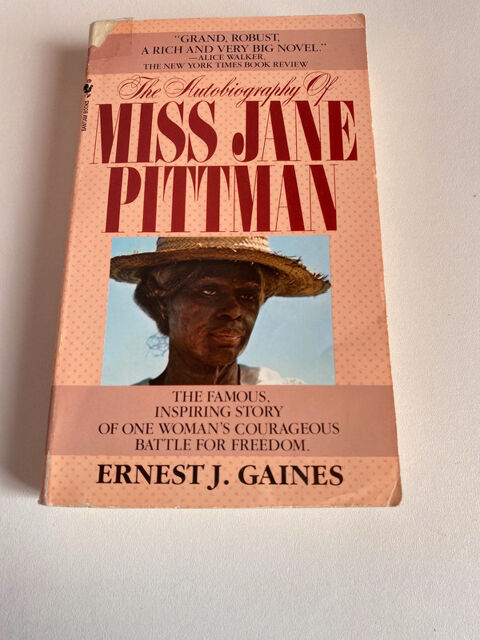 "GRAND, ROBUST,
A RICH AND VERY BIG NOVEL."
—ALICE WALKER,
THE NEW YORK TIMES BOOK REVIEW
The Autobiography Of
MISS JANE
PITTMAN
THE FAMOUS,
INSPIRING STORY
OF ONE WOMAN'S COURAGEOUS
BATTLE FOR FREEDOM.
ERNEST J. GAINES